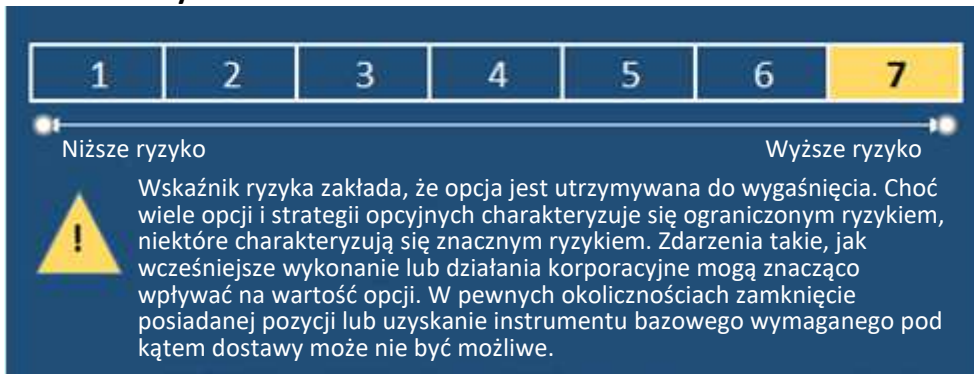 1 2 3 4 5 6 7
Niższe ryzyko Wyższe ryzyko
Wskaźnik ryzyka zakłada, że opcja jest utrzymywana do wygaśnięcia. Choć
wiele opcji i strategii opcyjnych charakteryzuje się ograniczonym ryzykiem,
niektóre charakteryzują się znacznym ryzykiem. Zdarzenia takie, jak
wcześniejsze wykonanie lub działania korporacyjne mogą znacząco
wpływać na wartość opcji. W pewnych okolicznościach zamknięcie
posiadanej pozycji lub uzyskanie instrumentu bazowego wymaganego pod
kątem dostawy może nie być możliwe.